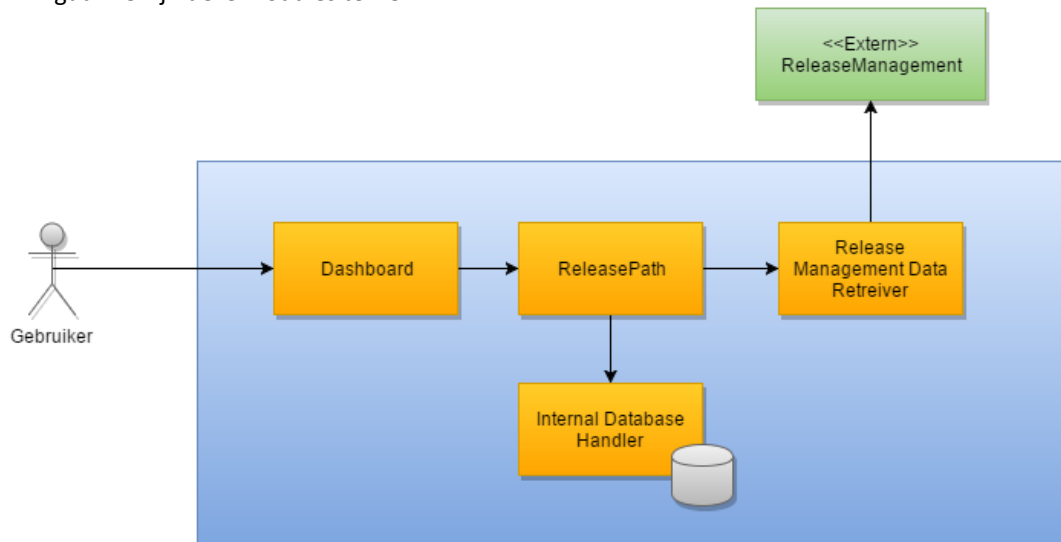 <<Extern>>
ReleaseManagement
Dashboard
ReleasePath
Release
Management Data
Retreiver
Gebruiker
Internal Database
Handler